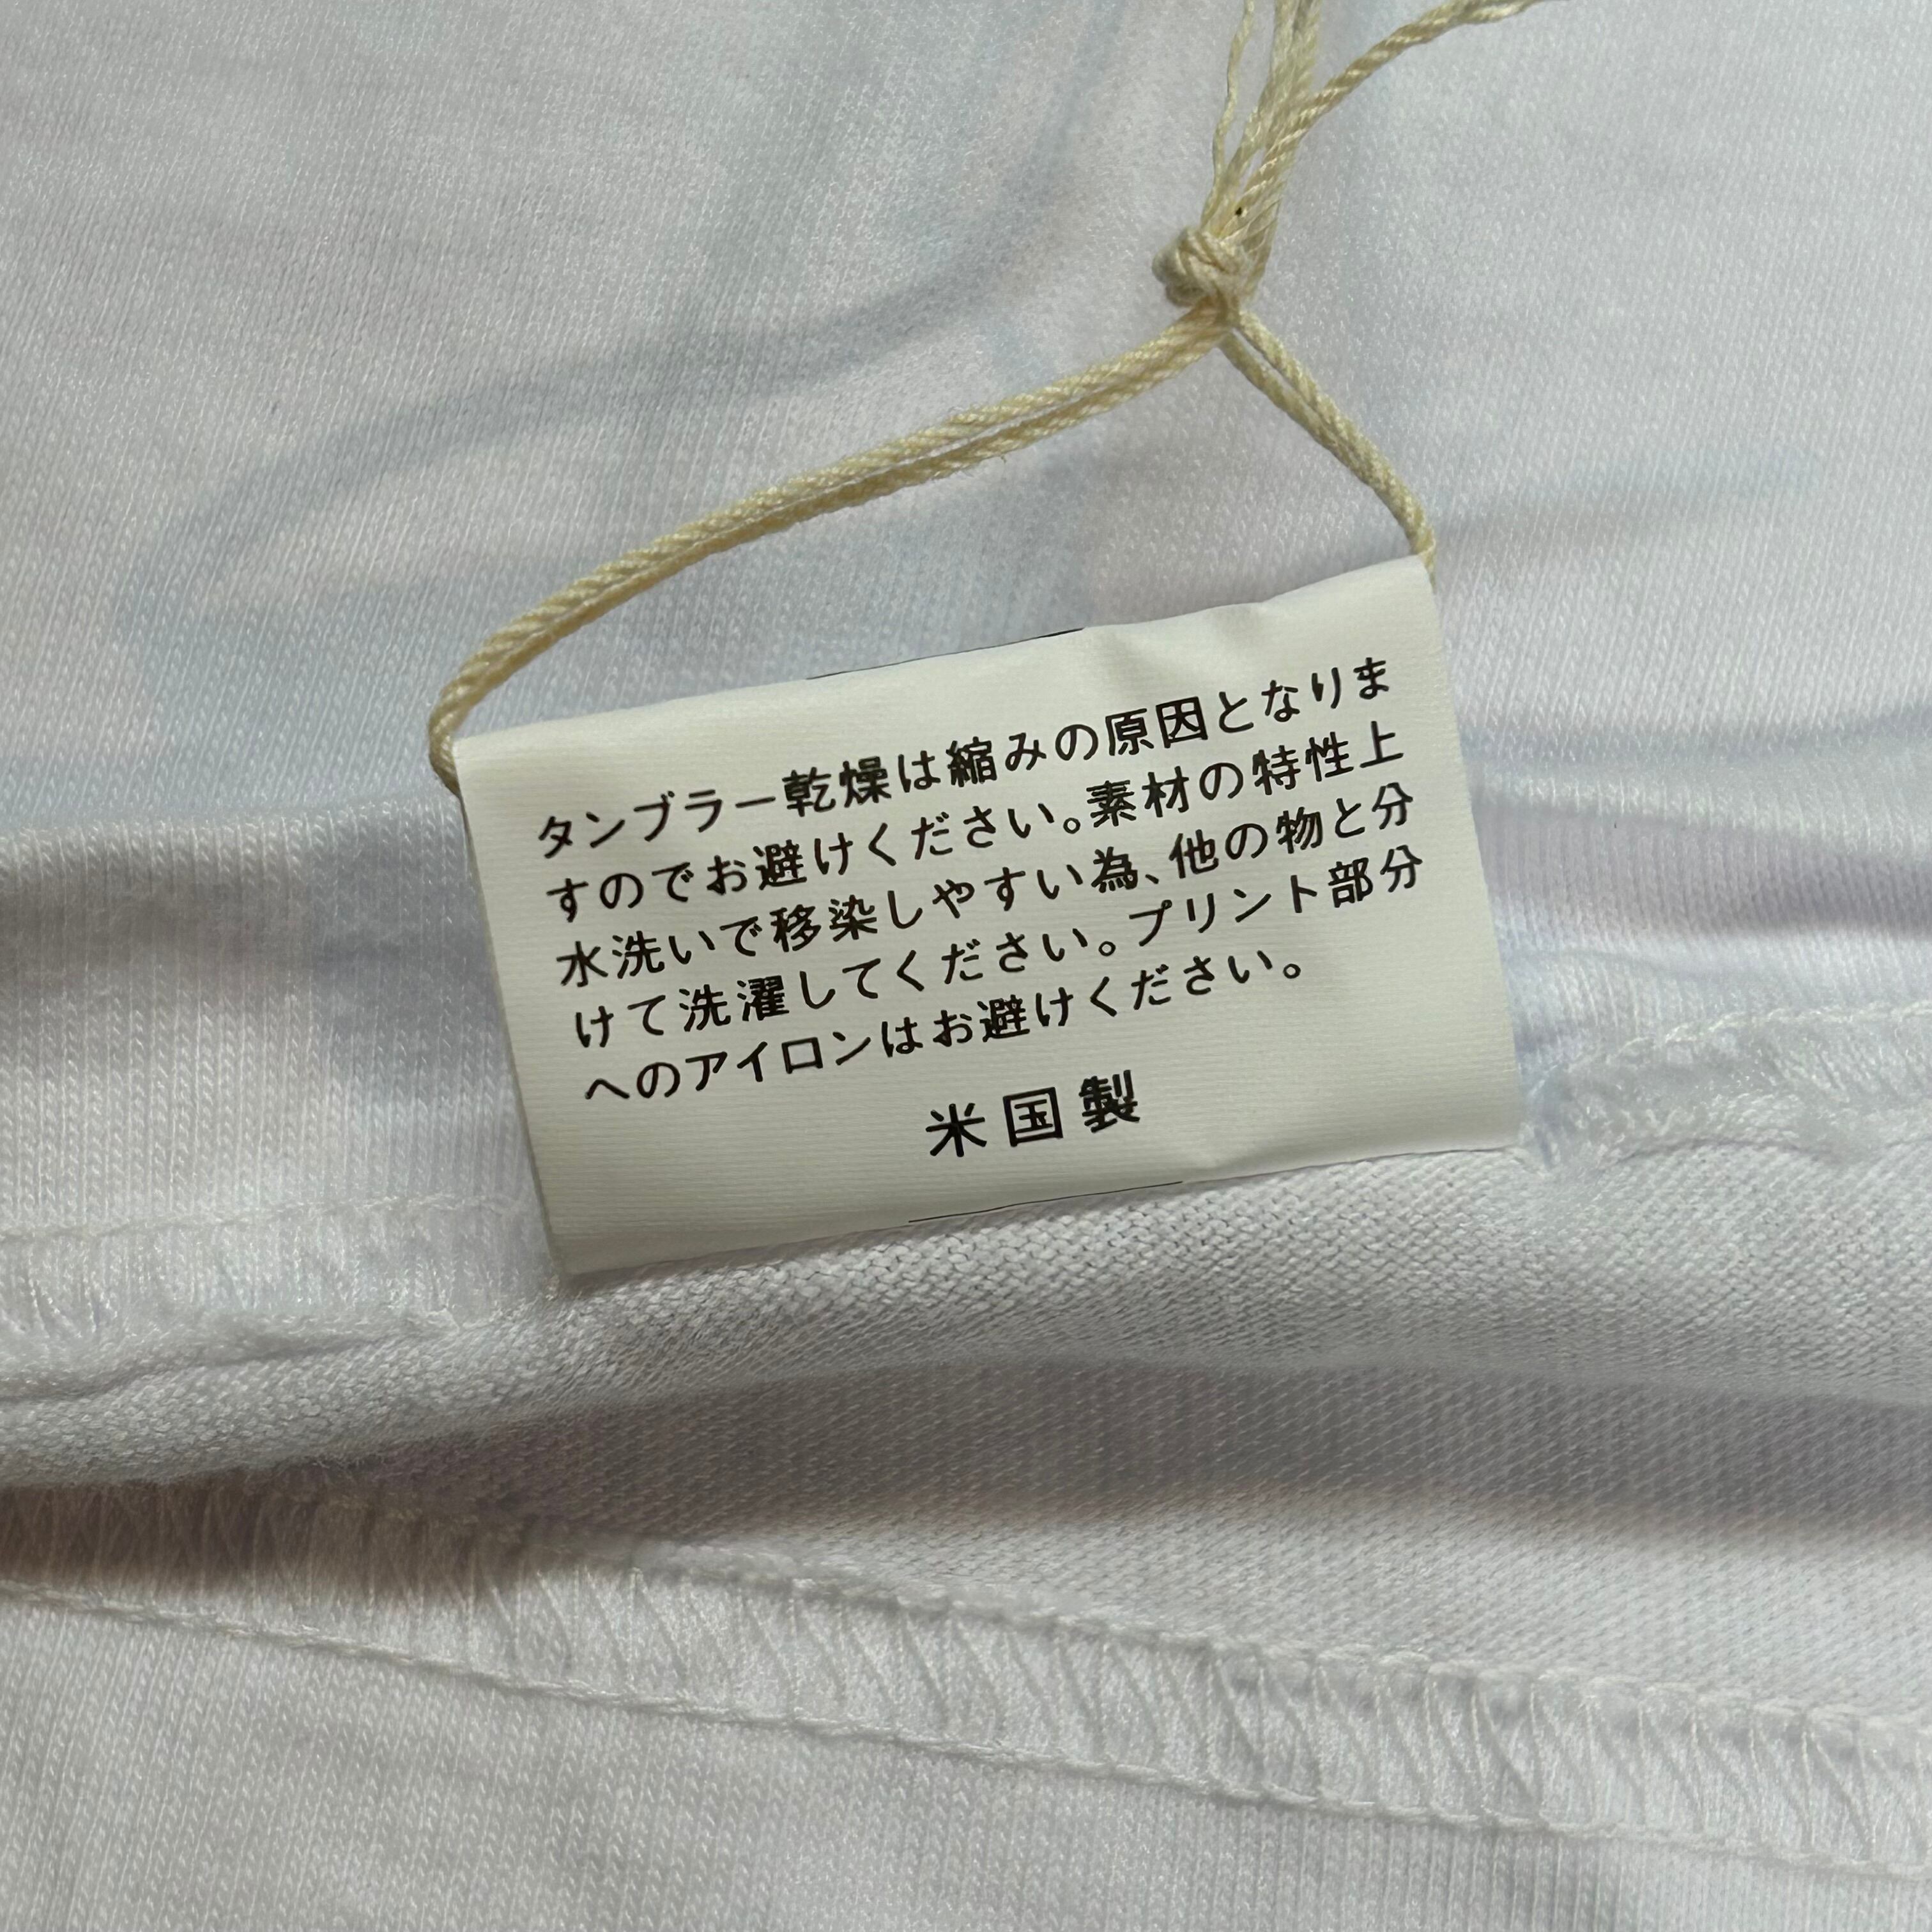 タンブラー乾燥は縮みの原因となりま
すのでお避けください。素材の特性上
水洗いで移染しやすい為、他の物と分
けて洗濯してください。プリント部分
へのアイロンはお避けください。
米国製